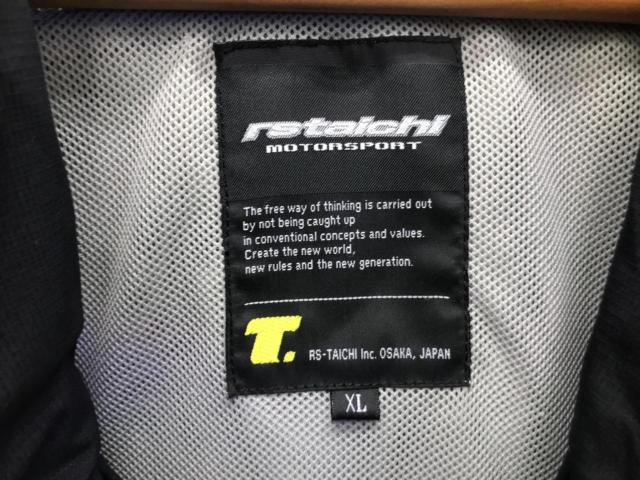 rstaichi
MOTORSPORT
The free way of thinking is carried out
by not being caught up
in conventional concepts and values.
Create the new world,
new rules and the new generation.
T.
RS-TAICHI Inc. OSAKA, JAPAN
XL